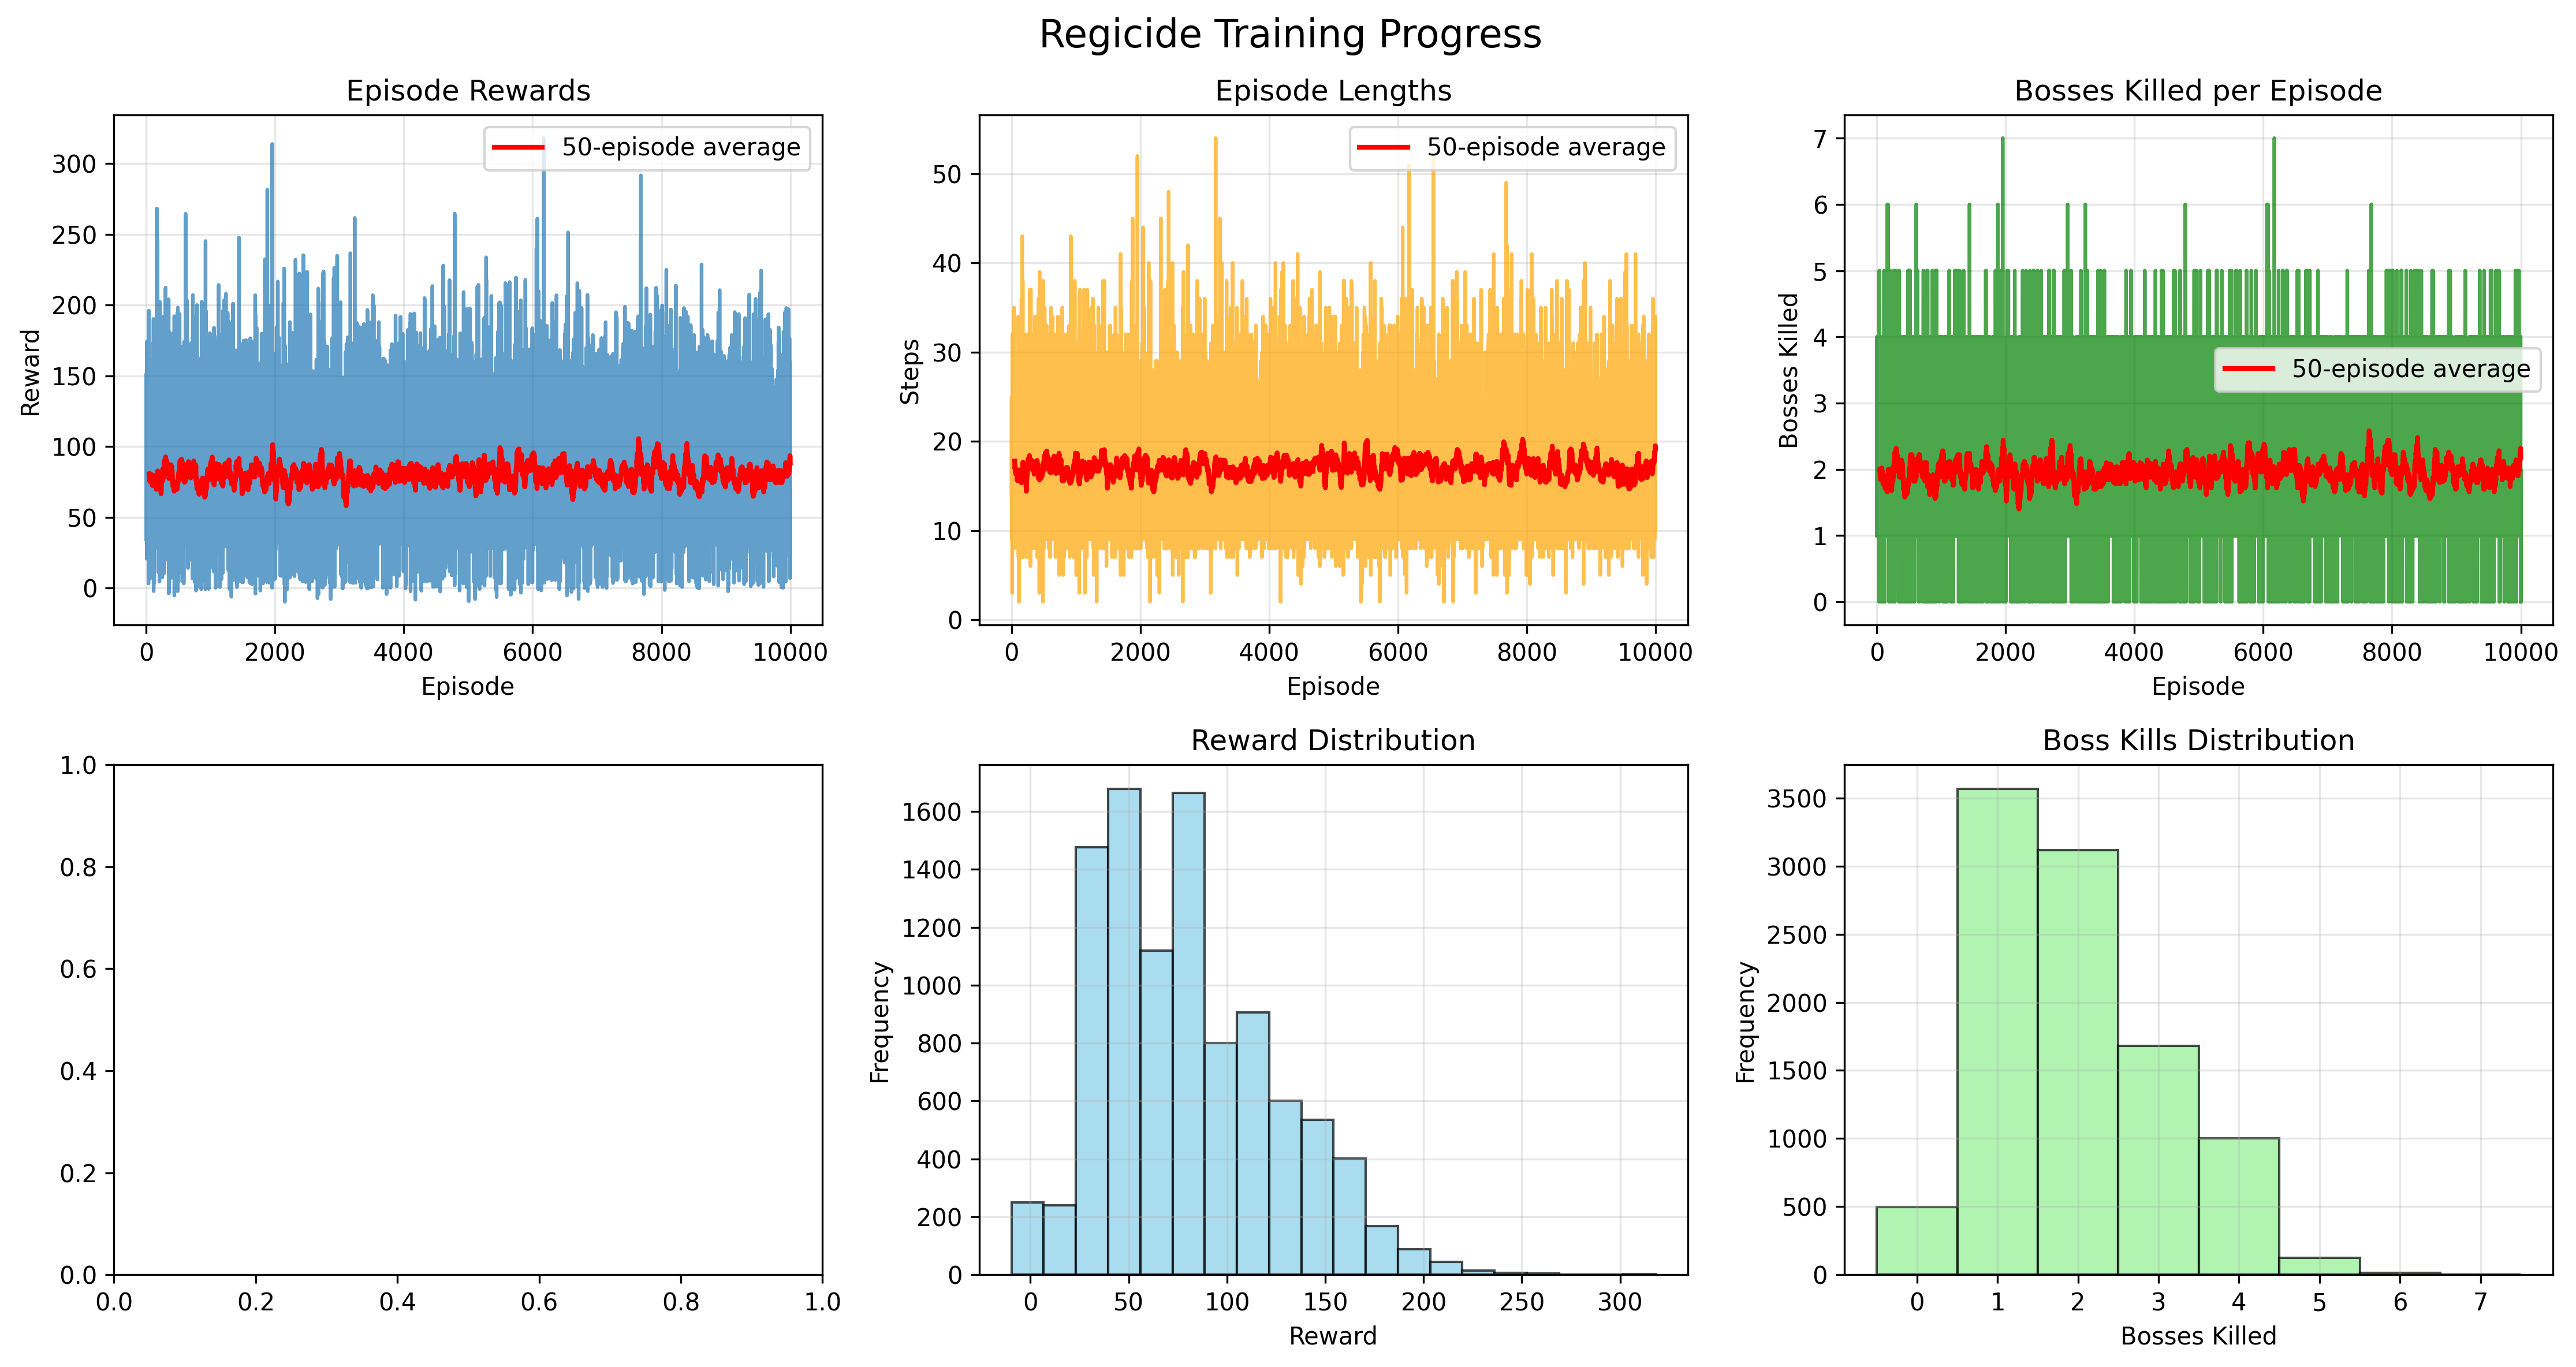 Regicide Training Progress
Episode Rewards
50-episode average
Reward
300
250
200
150
100
50
0
0 2000 4000 6000 8000 10000
Episode
Episode Lengths
50-episode average
Steps
50
40
30
20
10
0
0 2000 4000 6000 8000 10000
Episode
Bosses Killed per Episode
50-episode average
Bosses Killed
7
6
5
4
3
2
1
0
0 2000 4000 6000 8000 10000
Episode
1.0
0.8
0.6
0.4
0.2
0.0
0.0 0.2 0.4 0.6 0.8 1.0
Reward Distribution
Frequency
1600
1400
1200
1000
800
600
400
200
0
0 50 100 150 200 250 300
Reward
Boss Kills Distribution
Frequency
3500
3000
2500
2000
1500
1000
500
0
0 1 2 3 4 5 6 7
Bosses Killed